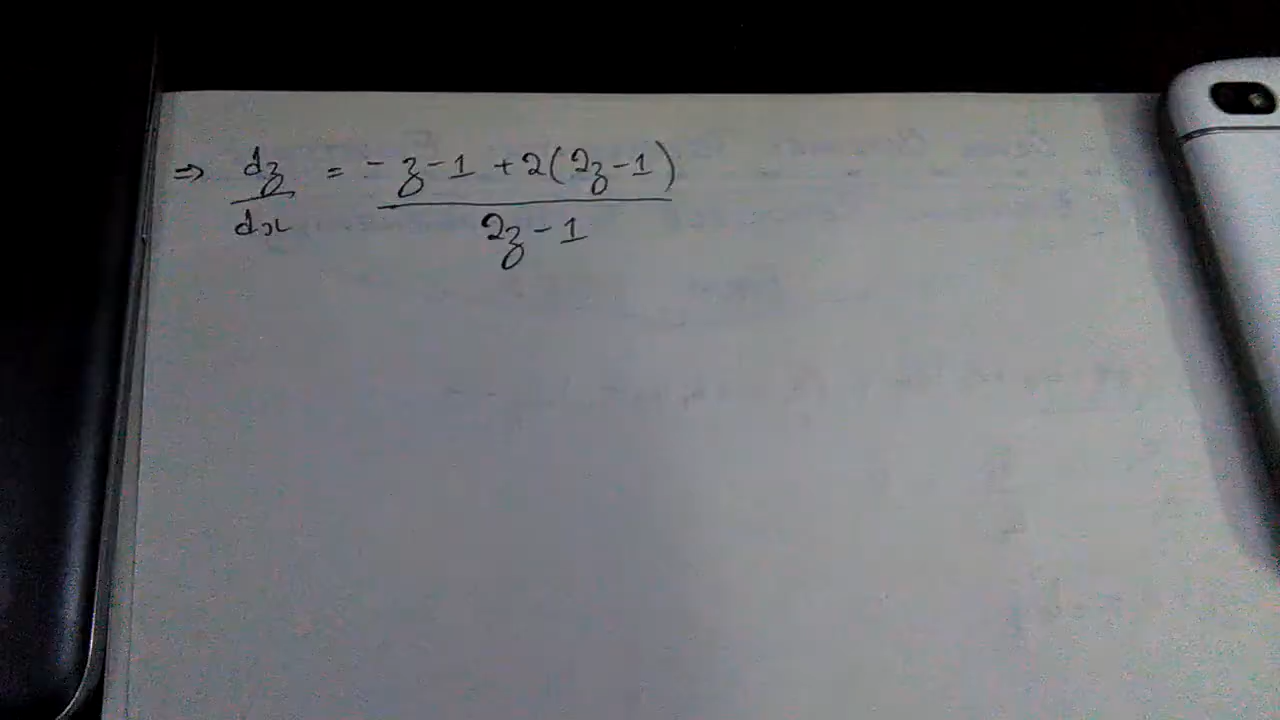 ⇒ dz/dx = (-z-1+2(2z-1))/(2z-1)